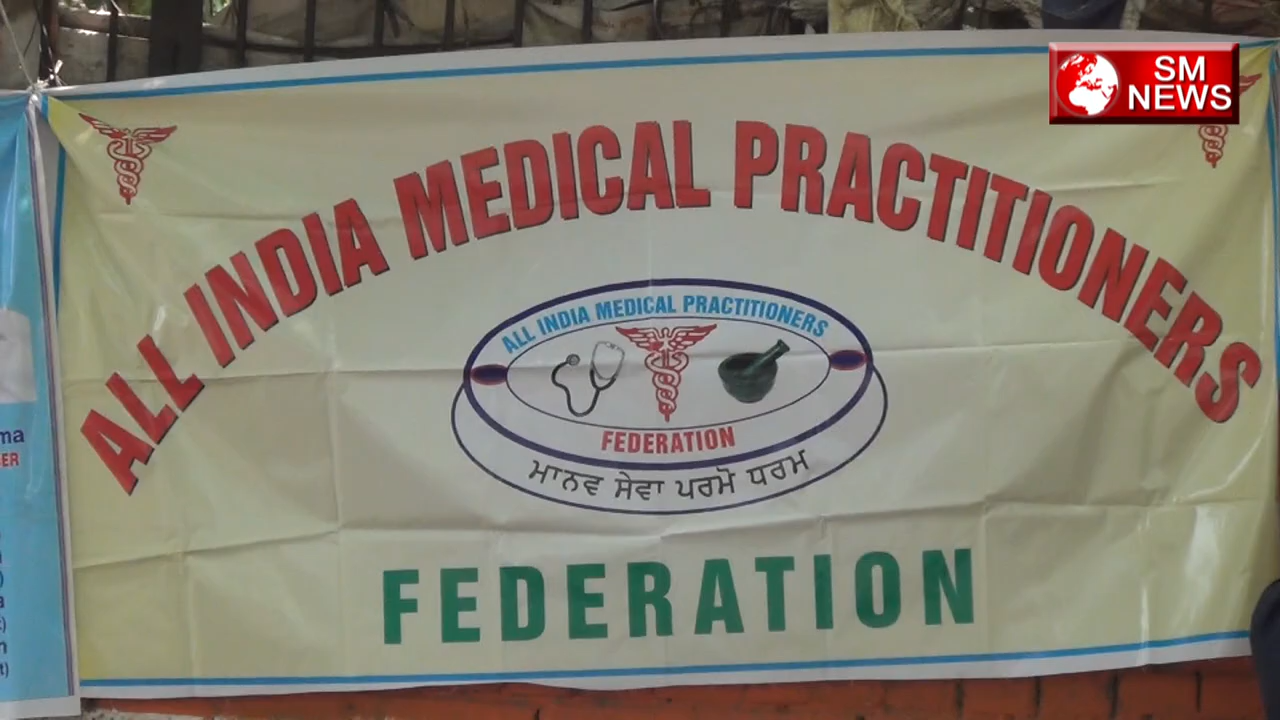 SM
NEWS
ALL INDIA MEDICAL PRACTITIONERS
ALL INDIA MEDICAL PRACTITIONERS
FEDERATION
ਮਾਨਵ ਸੇਵਾ ਪਰਮੋ ਧਰਮ
FEDERATION